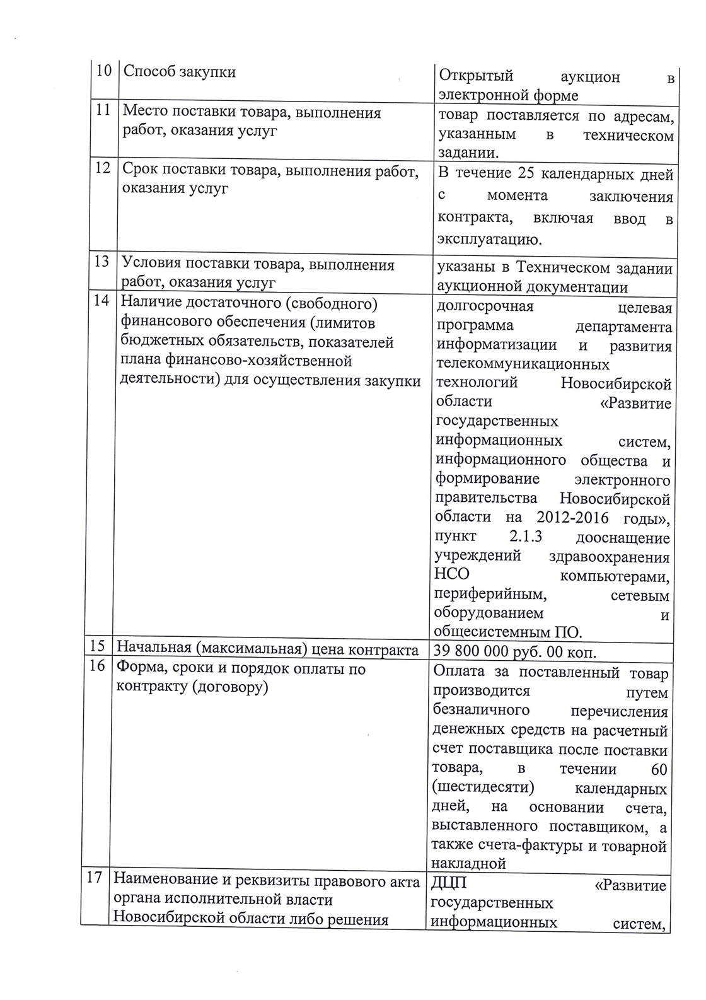 10 Способ закупки
Открытый аукцион в
электронной форме
11 Место поставки товара, выполнения
работ, оказания услуг
товар поставляется по адресам,
указанным в техническом
задании.
12 Срок поставки товара, выполнения работ,
оказания услуг
В течение 25 календарных дней
с момента заключения
контракта, включая ввод в
эксплуатацию.
13 Условия поставки товара, выполнения
работ, оказания услуг
указаны в Техническом задании
аукционной документации
14 Наличие достаточного (свободного)
финансового обеспечения (лимитов
бюджетных обязательств, показателей
плана финансово-хозяйственной
деятельности) для осуществления закупки
долгосрочная целевая
программа департамента
информатизации и развития
телекоммуникационных
технологий Новосибирской
области «Развитие
государственных
информационных систем,
информационного общества и
формирование электронного
правительства Новосибирской
области на 2012-2016 годы»,
пункт 2.1.3 дооснащение
учреждений здравоохранения
НСО компьютерами,
периферийным, сетевым
оборудованием и
общесистемным ПО.
15 Начальная (максимальная) цена контракта
39 800 000 руб. 00 коп.
16 Форма, сроки и порядок оплаты по
контракту (договору)
Оплата за поставленный товар
производится путем
безналичного перечисления
денежных средств на расчетный
счет поставщика после поставки
товара, в течении 60
(шестидесяти) календарных
дней, на основании счета,
выставленного поставщиком, а
также счета-фактуры и товарной
накладной
17 Наименование и реквизиты правового акта
органа исполнительной власти
Новосибирской области либо решения
ДЦП «Развитие
государственных
информационных систем,